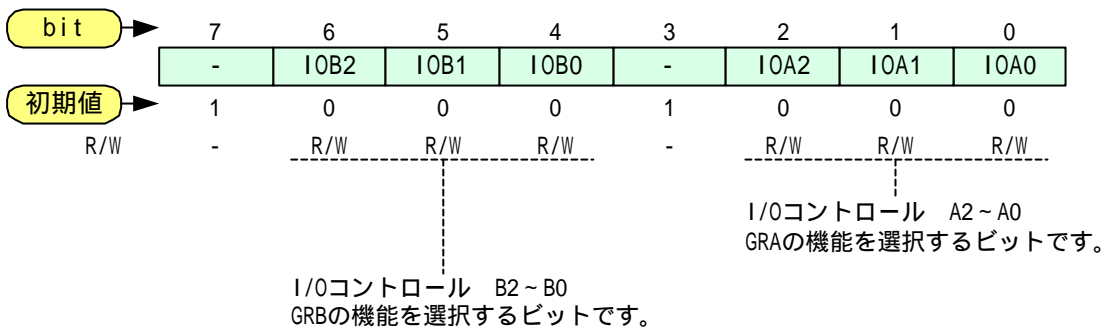 bit 7 6 5 4 3 2 1 0
- IOB2 IOB1 IOB0 - IOA2 IOA1 IOA0
初期値 1 0 0 0 1 0 0 0
R/W - R/W R/W R/W - R/W R/W R/W
I/Oコントロール A2~A0
GRAの機能を選択するビットです。
I/Oコントロール B2~B0
GRBの機能を選択するビットです。